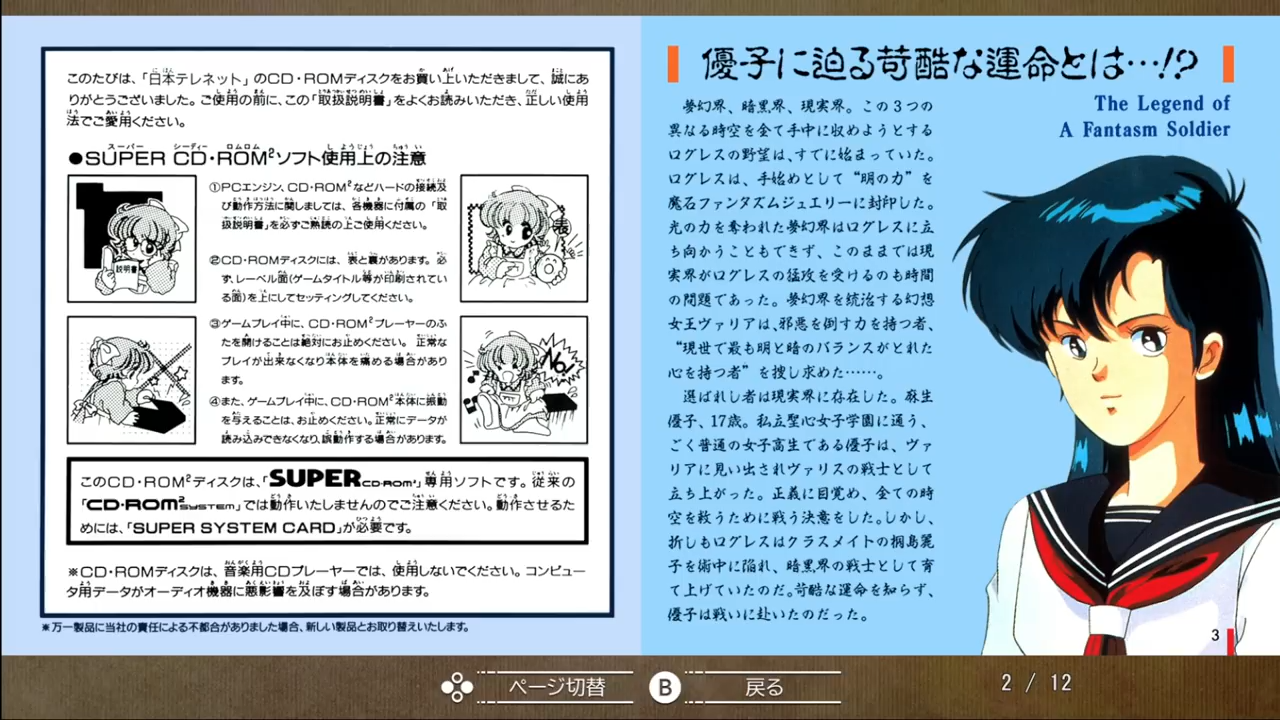 このたびは、「日本テレネット」のCD・ROMディスクをお買い上いただきまして、誠にあ
りがとうございました。ご使用の前に、この「取扱説明書」をよくお読みいただき、正しい使用
法でご愛用ください。
●SUPER CD・ROM²ソフト使用上の注意
①PCエンジン、CD・ROM²などハードの接続及
び動作方法に関しましては、各機器に付属の「取
扱説明書」を必ずご熟読の上ご使用ください。
②CD・ROMディスクには、表と裏があります。必
ず、レーベル面(ゲームタイトル等が印刷されてい
る面)を上にしてセッティングしてください。
③ゲームプレイ中に、CD・ROM²プレーヤーのふ
たを開けることは絶対にお止めください。正常な
プレイが出来なくなり本体を痛める場合があり
ます。
④また、ゲームプレイ中に、CD・ROM²本体に振動
を与えることは、お止めください。正常にデータが
読み込みできなくなり、誤動作する場合があります。
説明書
表
No!
このCD・ROM²ディスクは、「SUPER CD・ROM²」専用ソフトです。従来の
「CD・ROM² SYSTEM」では動作いたしませんのでご注意ください。動作させるた
めには、「SUPER SYSTEM CARD」が必要です。
※CD・ROMディスクは、音楽用CDプレーヤーでは、使用しないでください。コンピュー
タ用データがオーディオ機器に悪影響を及ぼす場合があります。
※万一製品に当社の責任による不都合がありました場合、新しい製品とお取り替えいたします。
優子に迫る苛酷な運命とは…!?
The Legend of
A Fantasm Soldier
夢幻界、暗黒界、現実界。この3つの
異なる時空を全て手中に収めようとする
ログレスの野望は、すでに始まっていた。
ログレスは、手始めとして“明の力”を
魔石ファンタズムジュエリーに封印した。
光の力を奪われた夢幻界はログレスに立
ち向かうこともできず、このままでは現
実界がログレスの猛攻を受けるのも時間
の問題であった。夢幻界を統治する幻想
女王ヴァリアは、邪悪を倒す力を持つ者、
“現世で最も明と暗のバランスがとれた
心を持つ者”を捜し求めた……。
選ばれし者は現実界に存在した。麻生
優子、17歳。私立聖心女子学園に通う、
ごく普通の女子高生である優子は、ヴァ
リアに見い出されヴァリスの戦士として
立ち上がった。正義に目覚め、全ての時
空を救うために戦う決意をした。しかし、
折しもログレスはクラスメイトの桐島麗
子を術中に陥れ、暗黒界の戦士として育
て上げていたのだ。苛酷な運命を知らず、
優子は戦いに赴いたのだった。
3
ページ切替
B 戻る
2 / 12